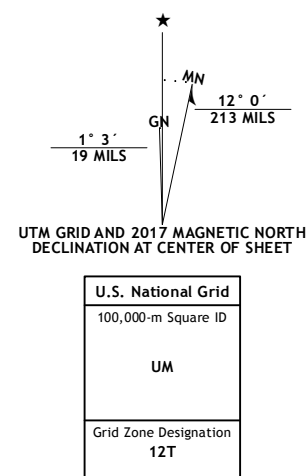 ★
MN
GN
12° 0´
213 MILS
1° 3´
19 MILS
UTM GRID AND 2017 MAGNETIC NORTH
DECLINATION AT CENTER OF SHEET
U.S. National Grid
100,000-m Square ID
UM
Grid Zone Designation
12T